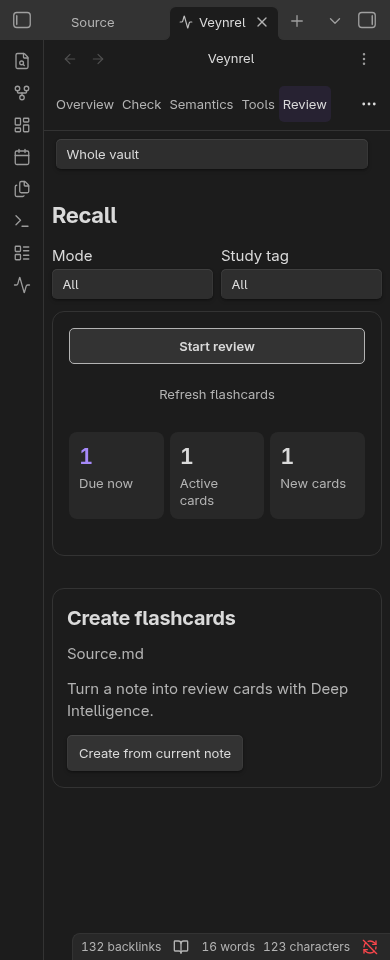 Source
Veynrel
Veynrel
Overview Check Semantics Tools Review
Whole vault
Recall
Mode Study tag
All All
Start review
Refresh flashcards
1 1 1
Due now Active cards New cards
Create flashcards
Source.md
Turn a note into review cards with Deep
Intelligence.
Create from current note
132 backlinks 16 words 123 characters